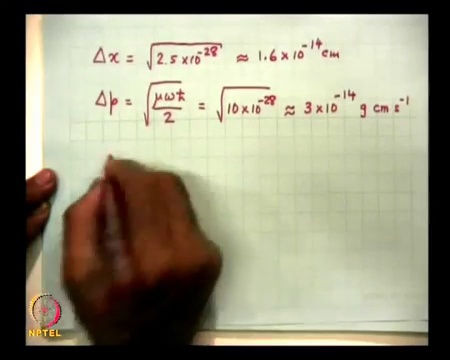 Δx = √2.5×10⁻²⁸ ≈ 1.6×10⁻¹⁴ cm
Δp = √μωℏ/2 = √10×10⁻²⁸ ≈ 3×10⁻¹⁴ g cm s⁻¹
NPTEL